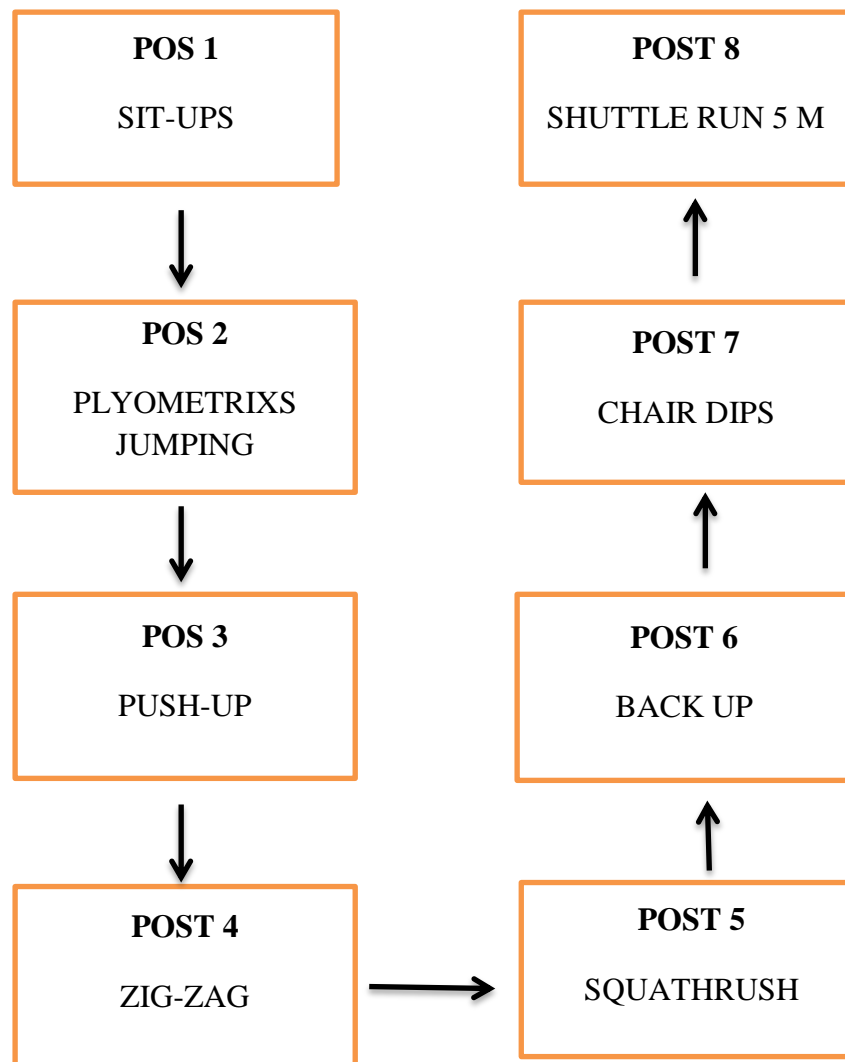 POS 1
SIT-UPS
POS 2
PLYOMETRIXS
JUMPING
POS 3
PUSH-UP
POST 4
ZIG-ZAG
POST 5
SQUATHRUSH
POST 6
BACK UP
POST 7
CHAIR DIPS
POST 8
SHUTTLE RUN 5 M